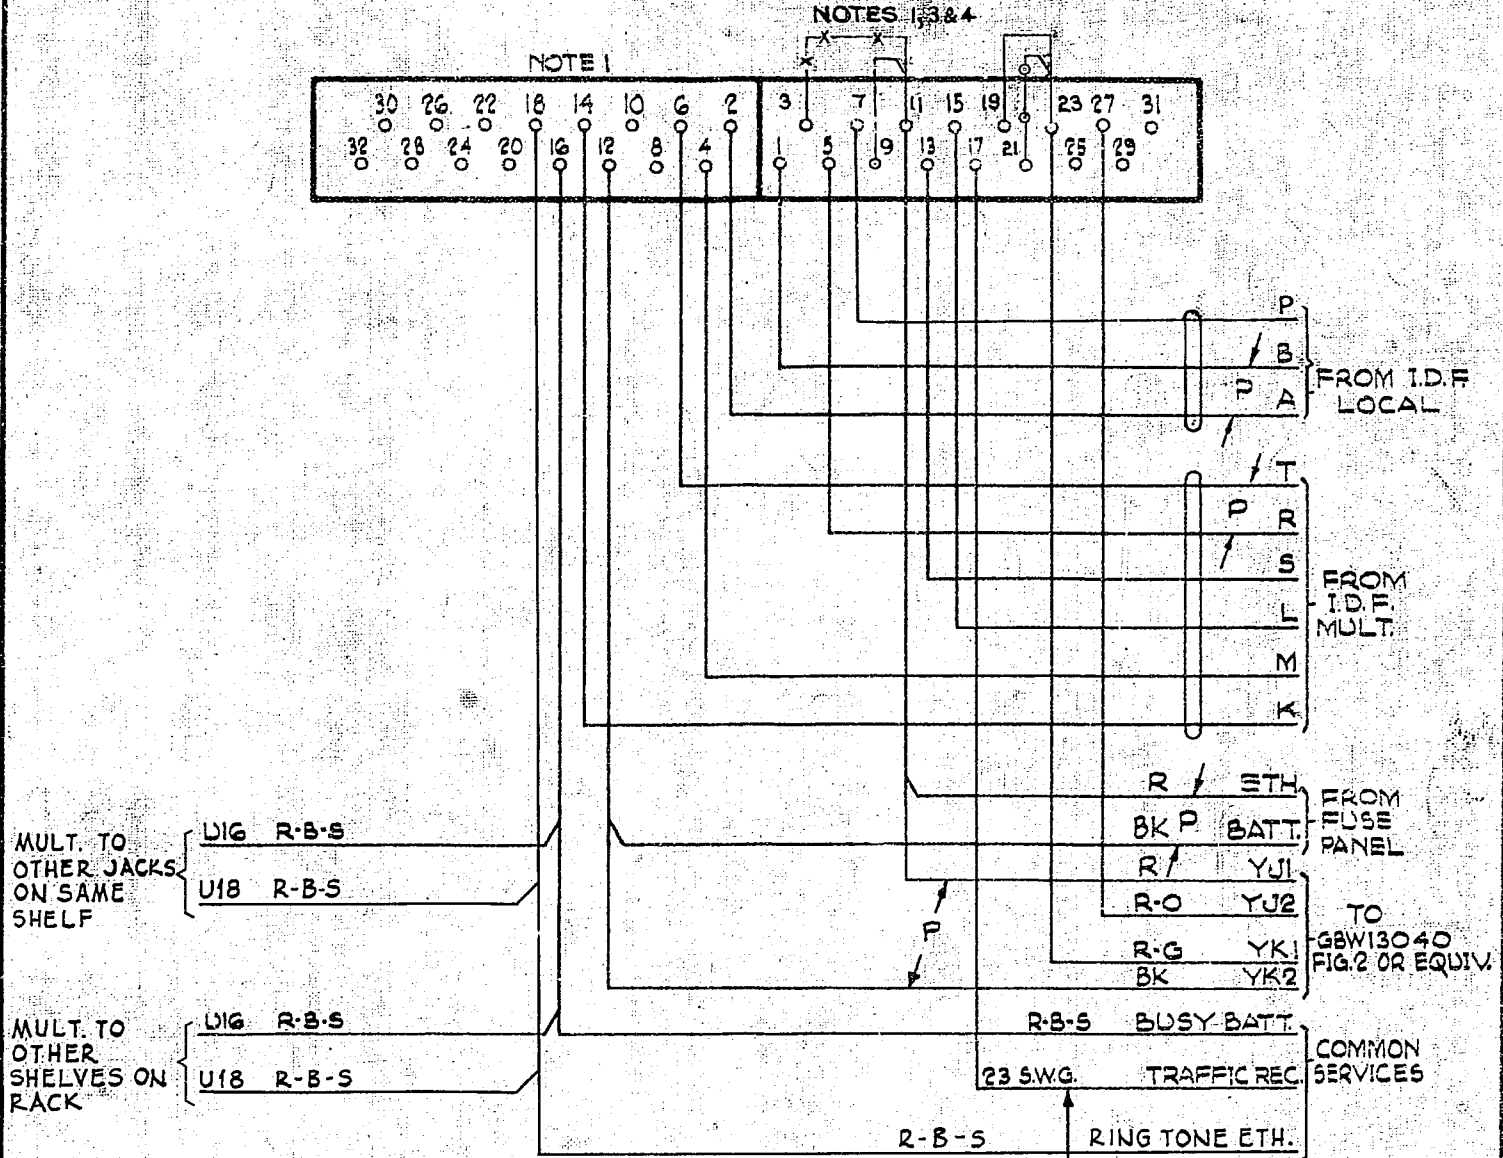 NOTES 1,3&4
NOTE 1
30 26 22 18 14 10 6 2 3 7 11 15 19 23 27 31
32 28 24 20 16 12 8 4 1 5 9 13 17 21 25 29
P
B
P A
FROM I.D.F
LOCAL
T
P R
S
L
M
K
FROM
I.D.F.
MULT.
R ETH.
BK P BATT.
FROM
FUSE
PANEL
R YJ1
R-O YJ2
P
R-G YK1
BK YK2
TO
GBW13040
FIG.2 OR EQUIV.
MULT. TO
OTHER JACKS
ON SAME
SHELF
U16 R-B-S
U18 R-B-S
MULT. TO
OTHER
SHELVES ON
RACK
U16 R-B-S
U18 R-B-S
R-B-S BUSY BATT.
23 S.W.G. TRAFFIC REC.
R-B-S RING TONE ETH.
COMMON
SERVICES